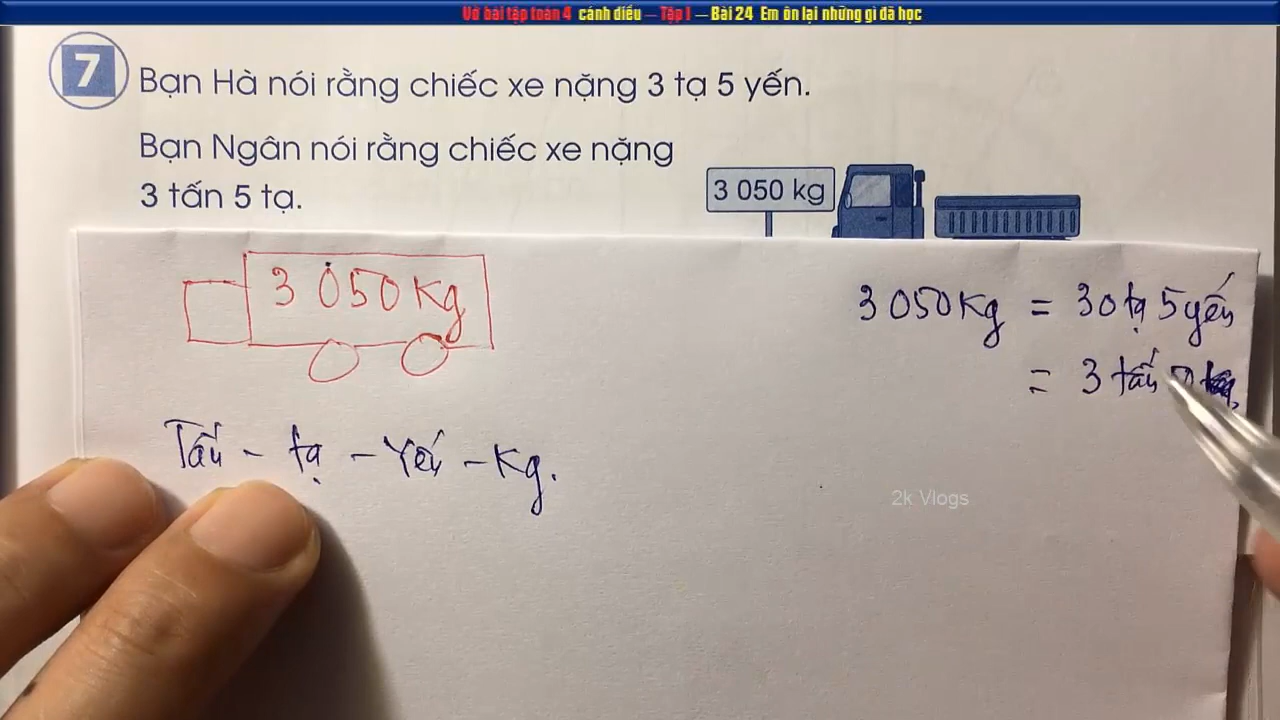 Vở bài tập toán 4 cánh diều – Tập 1 – Bài 24 Em ôn lại những gì đã học
7
Bạn Hà nói rằng chiếc xe nặng 3 tạ 5 yến.
Bạn Ngân nói rằng chiếc xe nặng
3 tấn 5 tạ.
3 050 kg
3 050 kg
3 050 kg = 30 tạ 5 yến
= 3 tấn
Tấn - tạ - Yến - Kg.
2k Vlogs